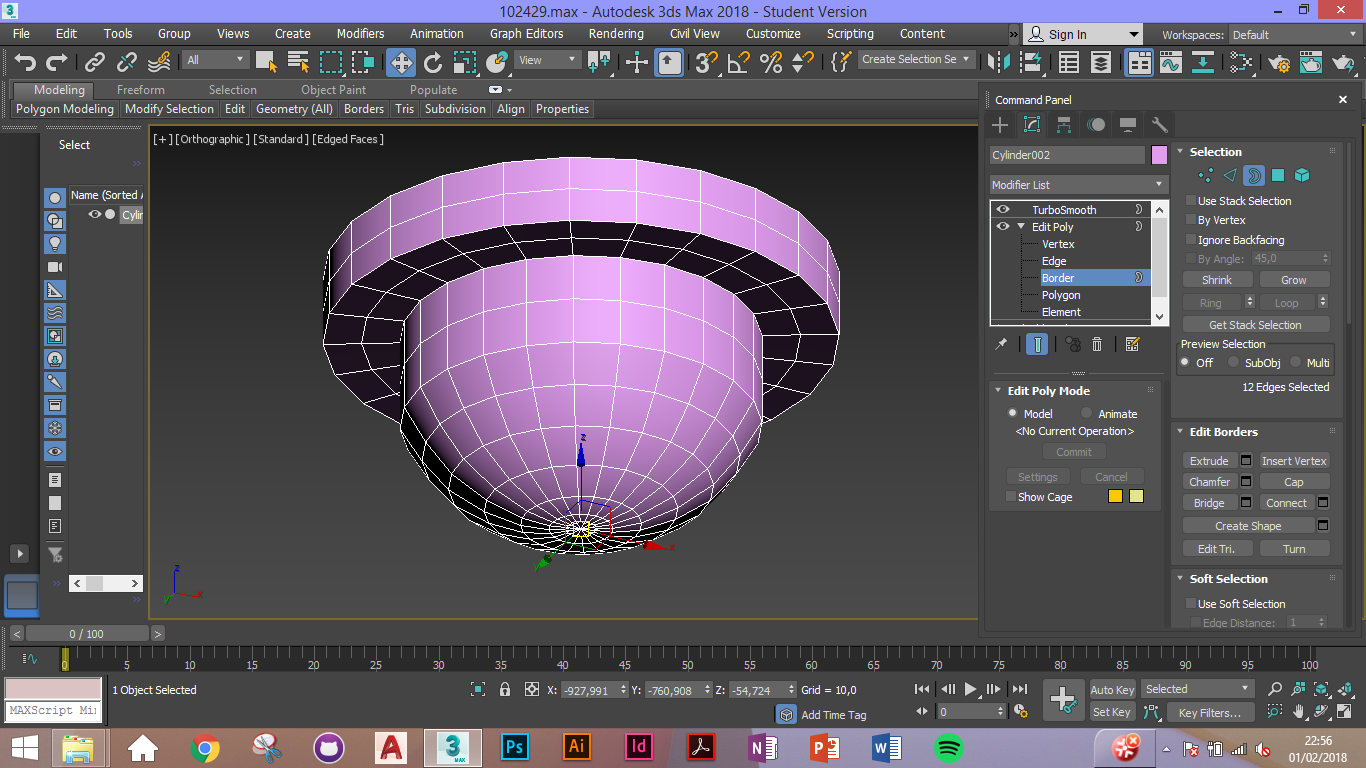 102429.max - Autodesk 3ds Max 2018 - Student Version
File Edit Tools Group Views Create Modifiers Animation Graph Editors Rendering Civil View Customize Scripting Content » Sign In Workspaces: Default
All View Create Selection Se
Modeling Freeform Selection Object Paint Populate
Polygon Modeling Modify Selection Edit Geometry (All) Borders Tris Subdivision Align Properties
Select
Name (Sorted A
Cylin
[+] [Orthographic] [Standard] [Edged Faces]
z
x
y
z
x
y
Command Panel
Cylinder002
Modifier List
TurboSmooth
Edit Poly
Vertex
Edge
Border
Polygon
Element
Edit Poly Mode
Model Animate
<No Current Operation>
Commit
Settings Cancel
Show Cage
Selection
Use Stack Selection
By Vertex
Ignore Backfacing
By Angle: 45,0
Shrink Grow
Ring Loop
Get Stack Selection
Preview Selection
Off SubObj Multi
12 Edges Selected
Edit Borders
Extrude Insert Vertex
Chamfer Cap
Bridge Connect
Create Shape
Edit Tri. Turn
Soft Selection
Use Soft Selection
Edge Distance: 1
< 0 / 100 >
0 5 10 15 20 25 30 35 40 45 50 55 60 65 70 75 80 85 90 95 100
1 Object Selected X: -927,991 Y: -760,908 Z: -54,724 Grid = 10,0 Auto Key Selected
MAXScript Mi
Add Time Tag 0 Set Key Key Filters...
A 3 MAX Ps Ai Id N P W
22:56
01/02/2018